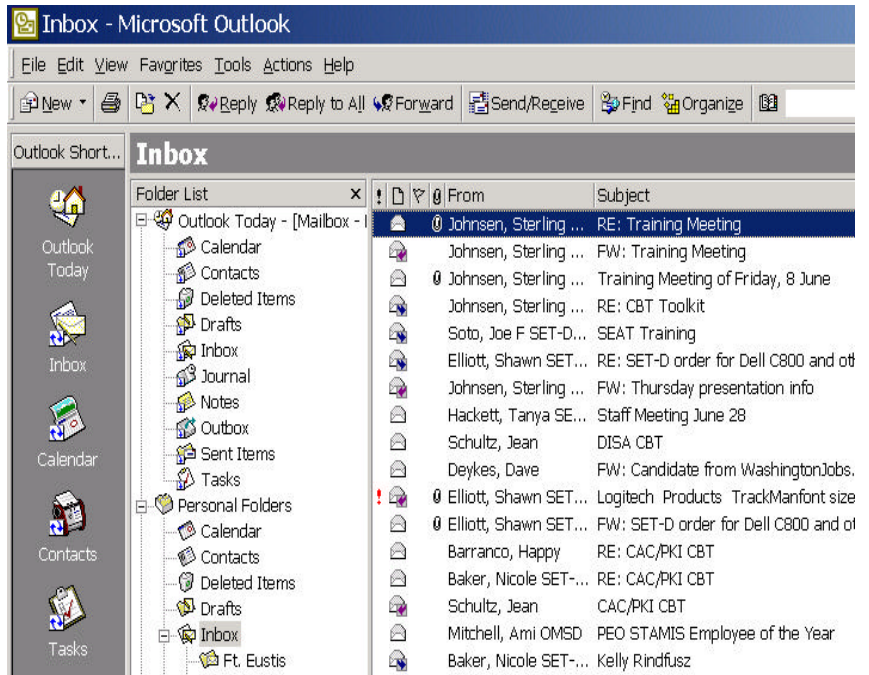 Inbox - Microsoft Outlook
File Edit View Favorites Tools Actions Help
New Reply Reply to All Forward Send/Receive Find Organize
Outlook Short... Inbox
Folder List x ! From Subject
Outlook Today - [Mailbox -
Calendar
Contacts
Deleted Items
Drafts
Inbox
Journal
Notes
Outbox
Sent Items
Tasks
Personal Folders
Calendar
Contacts
Deleted Items
Drafts
Inbox
Ft. Eustis
Outlook
Today
Inbox
Calendar
Contacts
Tasks
Johnsen, Sterling ... RE: Training Meeting
Johnsen, Sterling ... FW: Training Meeting
Johnsen, Sterling ... Training Meeting of Friday, 8 June
Johnsen, Sterling ... RE: CBT Toolkit
Soto, Joe F SET-D... SEAT Training
Elliott, Shawn SET... RE: SET-D order for Dell C800 and oth
Johnsen, Sterling ... FW: Thursday presentation info
Hackett, Tanya SE... Staff Meeting June 28
Schultz, Jean DISA CBT
Deykes, Dave FW: Candidate from WashingtonJobs.
! Elliott, Shawn SET... Logitech Products TrackManfont size
Elliott, Shawn SET... FW: SET-D order for Dell C800 and ot
Barranco, Happy RE: CAC/PKI CBT
Baker, Nicole SET-... RE: CAC/PKI CBT
Schultz, Jean CAC/PKI CBT
Mitchell, Ami OMSD PEO STAMIS Employee of the Year
Baker, Nicole SET-... Kelly Rindfusz